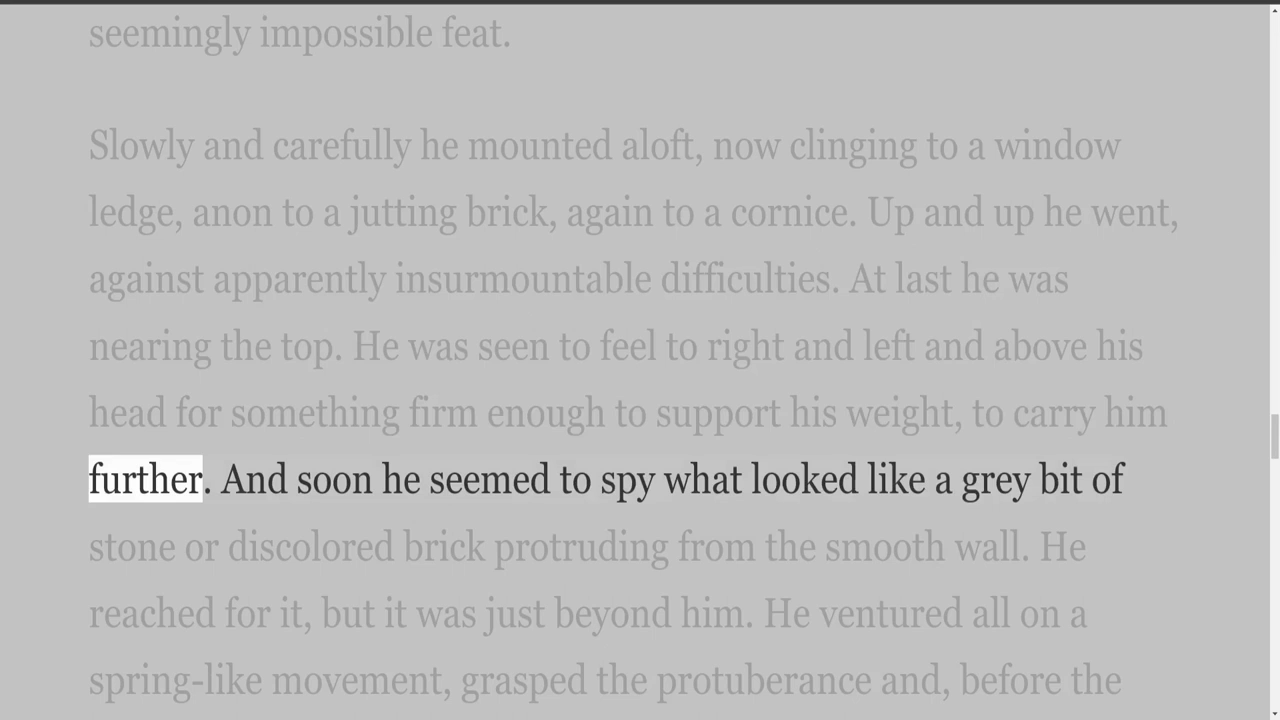 seemingly impossible feat.
Slowly and carefully he mounted aloft, now clinging to a window
ledge, anon to a jutting brick, again to a cornice. Up and up he went,
against apparently insurmountable difficulties. At last he was
nearing the top. He was seen to feel to right and left and above his
head for something firm enough to support his weight, to carry him
further. And soon he seemed to spy what looked like a grey bit of
stone or discolored brick protruding from the smooth wall. He
reached for it, but it was just beyond him. He ventured all on a
spring-like movement, grasped the protuberance and, before the